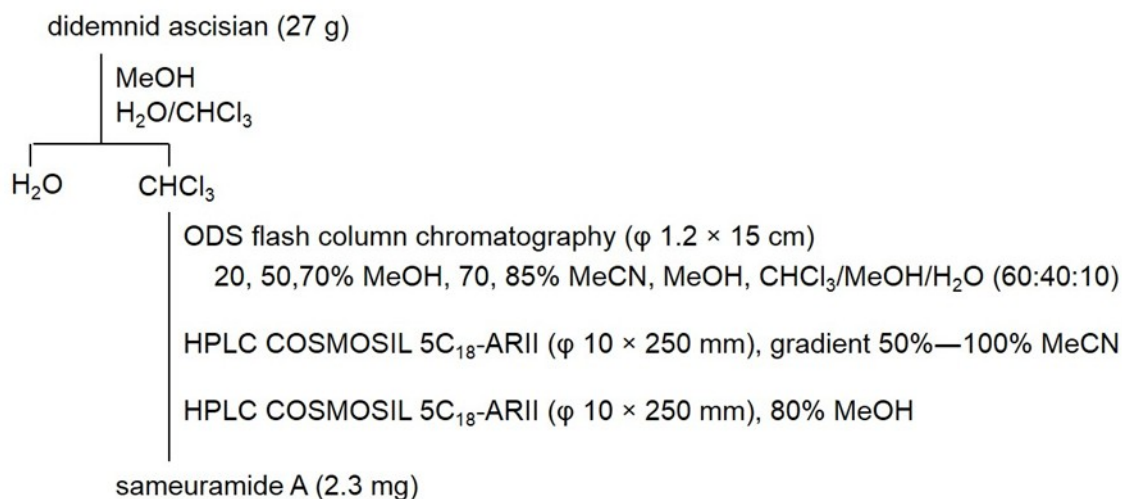 didemnid ascisian (27 g)
MeOH
H₂O/CHCl₃
H₂O CHCl₃
ODS flash column chromatography (φ 1.2 × 15 cm)
20, 50,70% MeOH, 70, 85% MeCN, MeOH, CHCl₃/MeOH/H₂O (60:40:10)
HPLC COSMOSIL 5C₁₈-ARII (φ 10 × 250 mm), gradient 50%—100% MeCN
HPLC COSMOSIL 5C₁₈-ARII (φ 10 × 250 mm), 80% MeOH
sameuramide A (2.3 mg)